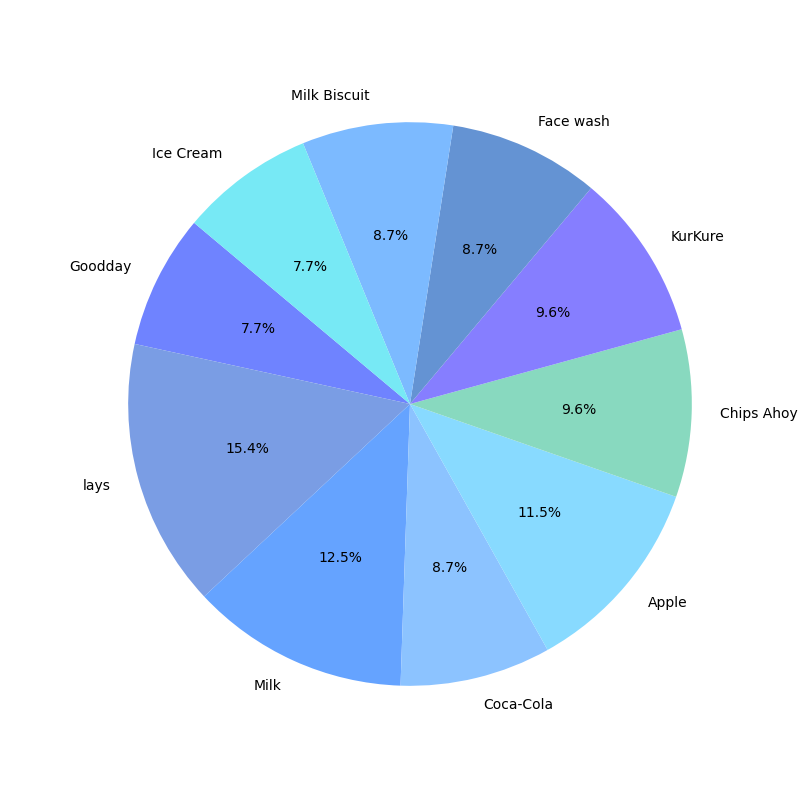 Milk Biscuit
Face wash
Ice Cream
KurKure
8.7%
8.7%
Goodday
7.7%
9.6%
7.7%
9.6%
Chips Ahoy
15.4%
lays
11.5%
12.5%
8.7%
Apple
Milk
Coca-Cola